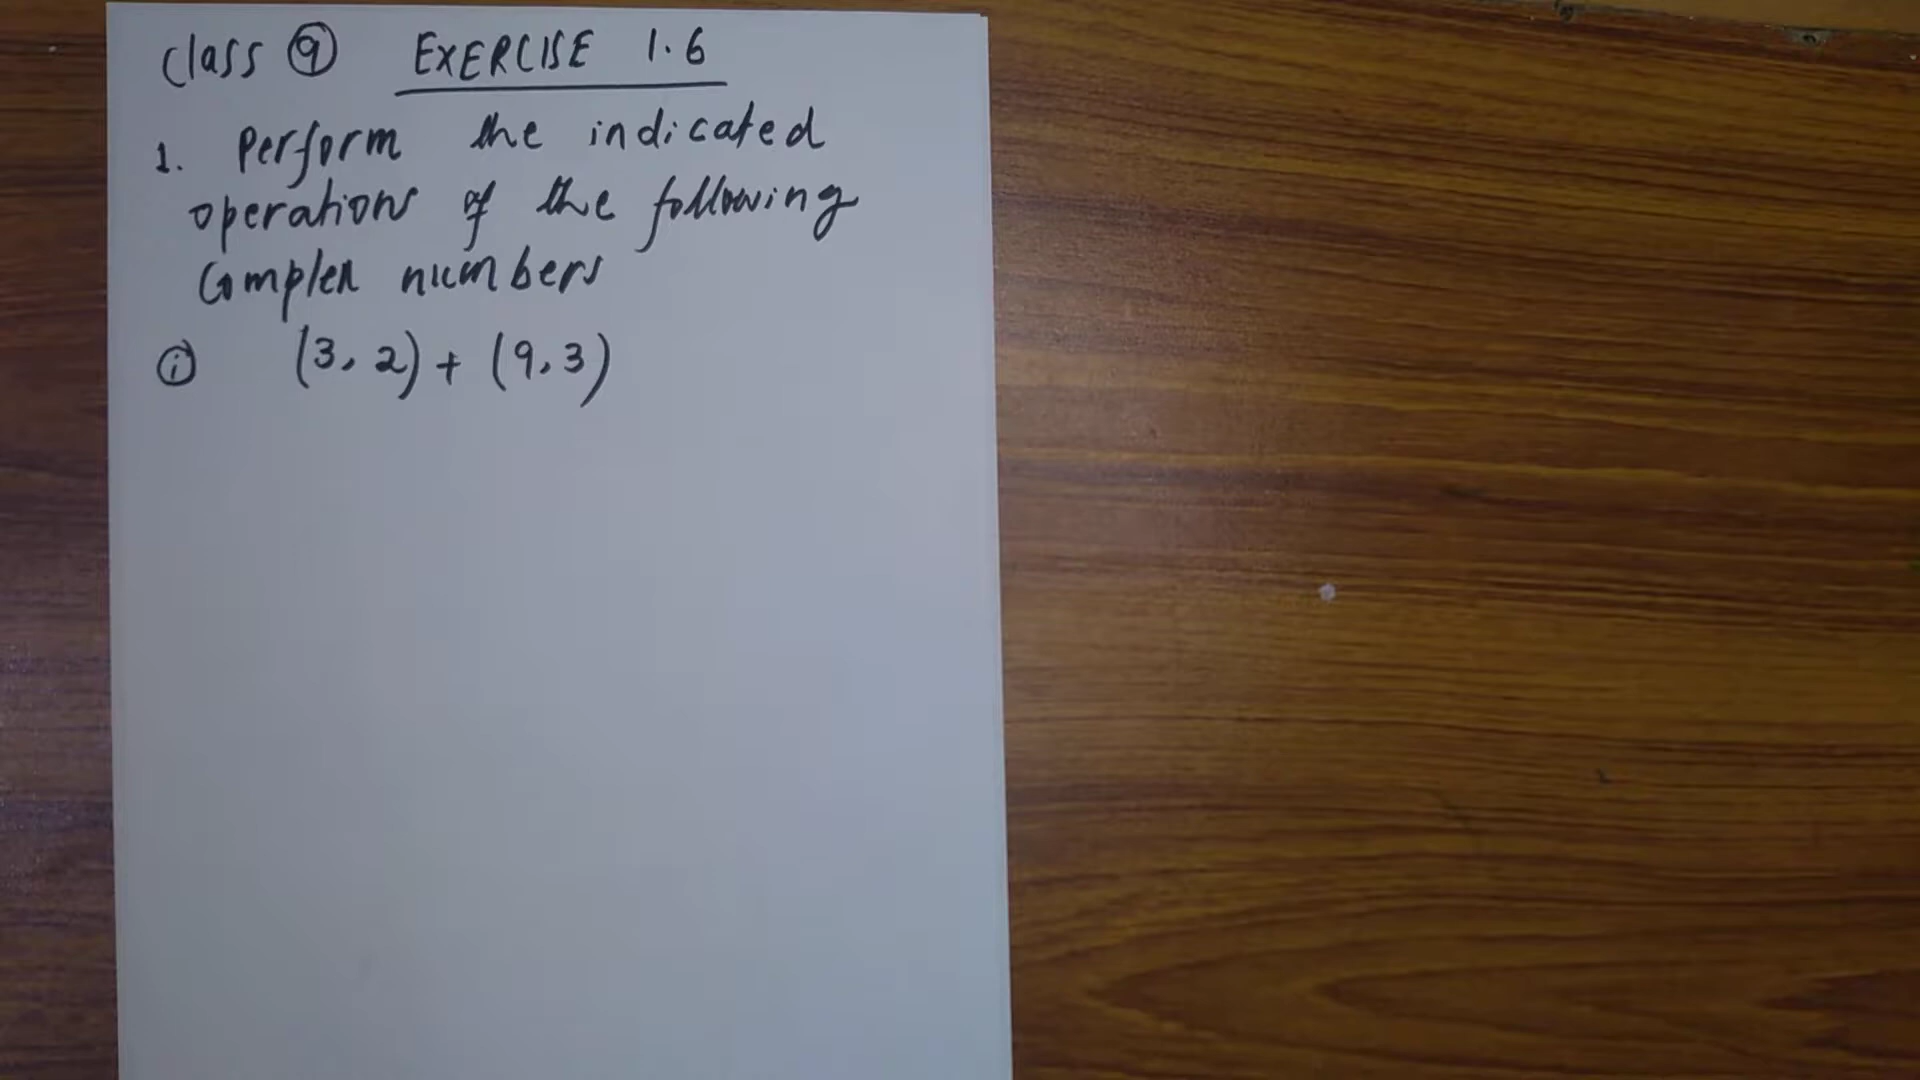 Class 9 EXERCISE 1.6
1. Perform the indicated
operations of the following
Complex numbers
i (3, 2) + (9, 3)